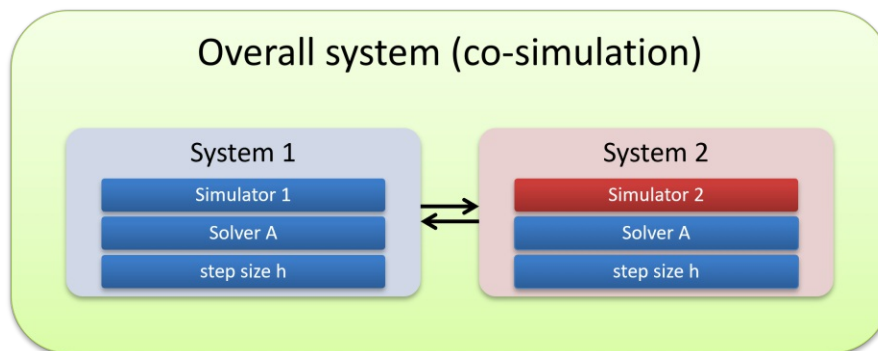 Overall system (co-simulation)
System 1
Simulator 1
Solver A
step size h
System 2
Simulator 2
Solver A
step size h